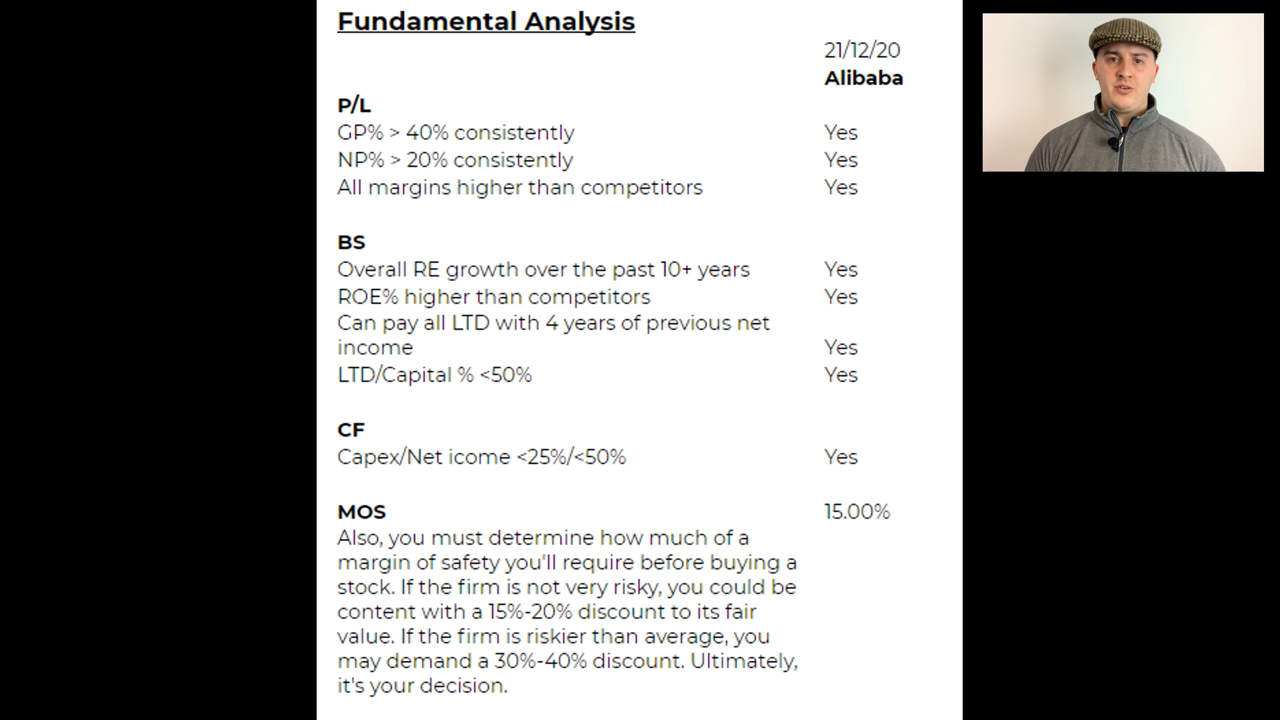 Fundamental Analysis
21/12/20
Alibaba
P/L
GP% > 40% consistently Yes
NP% > 20% consistently Yes
All margins higher than competitors Yes
BS
Overall RE growth over the past 10+ years Yes
ROE% higher than competitors Yes
Can pay all LTD with 4 years of previous net
income Yes
LTD/Capital % <50% Yes
CF
Capex/Net icome <25%/<50% Yes
MOS 15.00%
Also, you must determine how much of a
margin of safety you'll require before buying a
stock. If the firm is not very risky, you could be
content with a 15%-20% discount to its fair
value. If the firm is riskier than average, you
may demand a 30%-40% discount. Ultimately,
it's your decision.